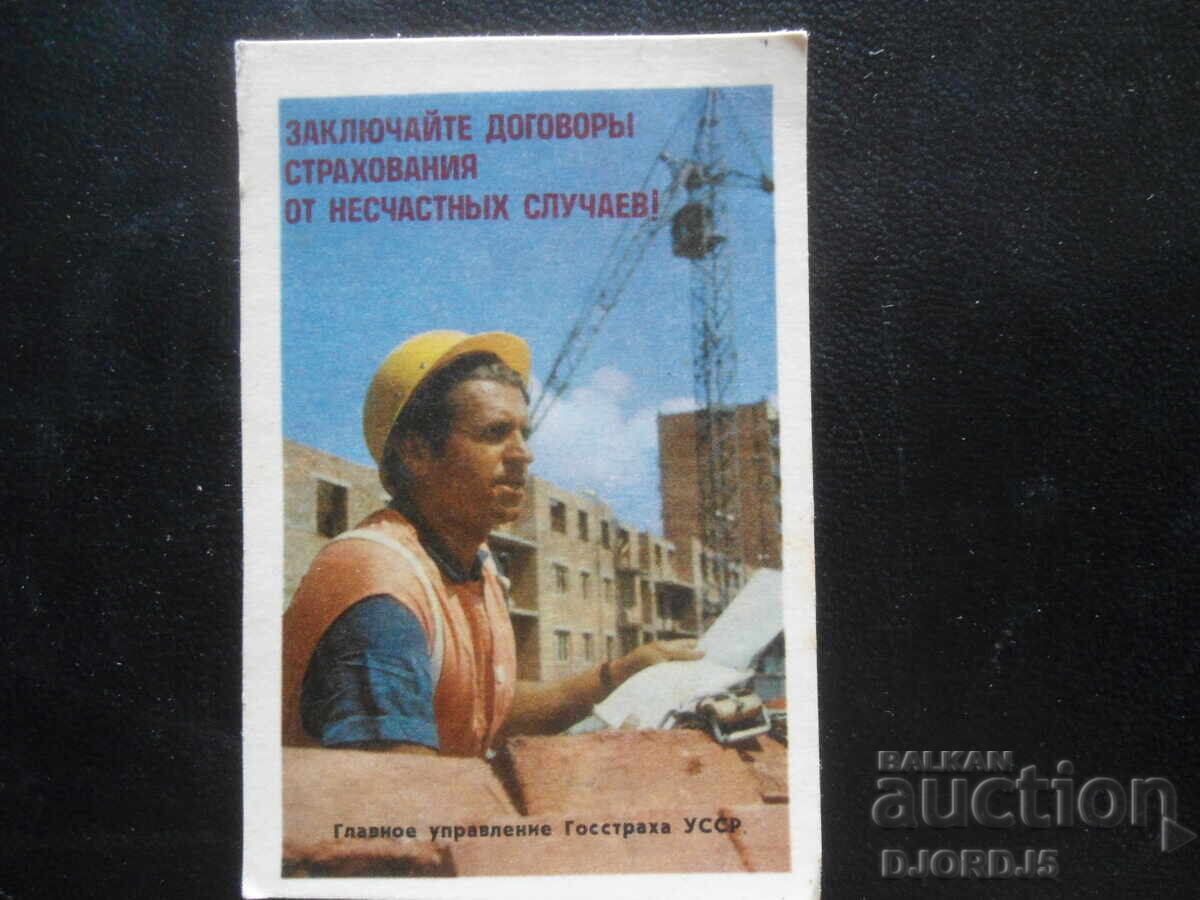 ЗАКЛЮЧАЙТЕ ДОГОВОРЫ
СТРАХОВАНИЯ
ОТ НЕСЧАСТНЫХ СЛУЧАЕВ!
Главное управление Госстраха УССР.
BALKAN
auction
DJORDJ5